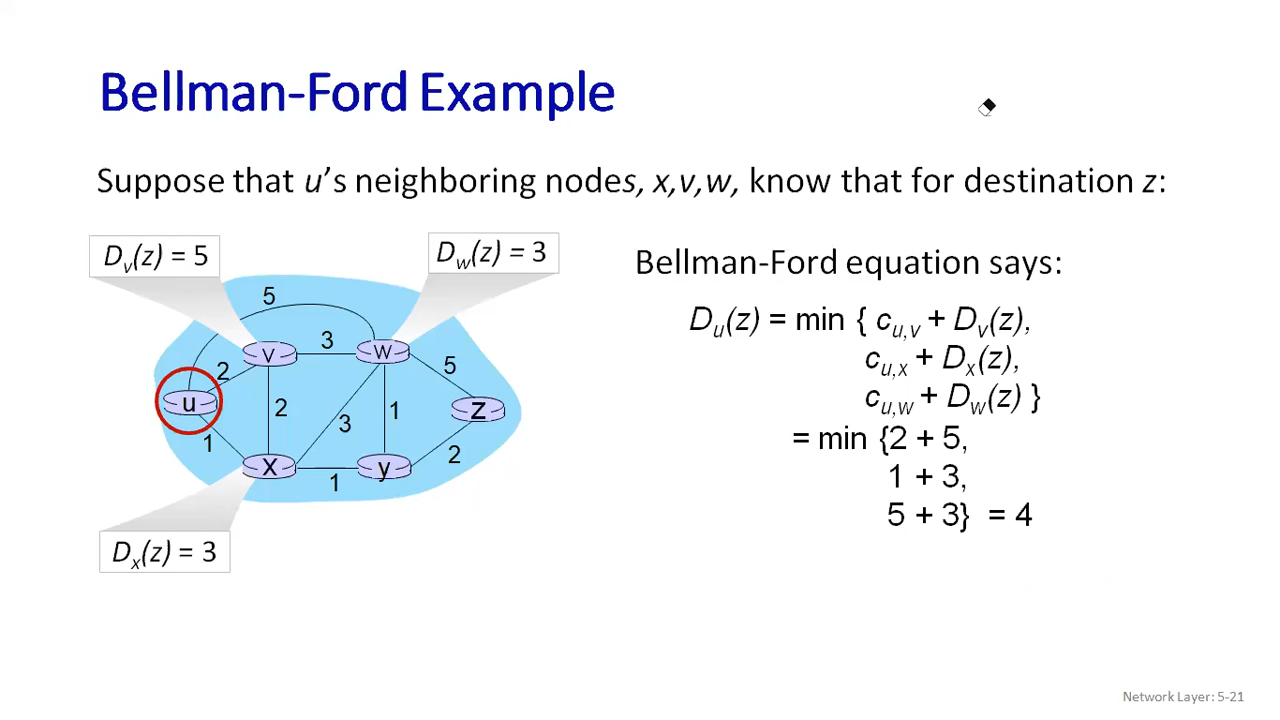 Bellman-Ford Example
Suppose that u’s neighboring nodes, x,v,w, know that for destination z:
Dv(z) = 5
Dw(z) = 3
Bellman-Ford equation says:
Du(z) = min { cu,v + Dv(z),
cu,x + Dx(z),
cu,w + Dw(z) }
= min {2 + 5,
1 + 3,
5 + 3} = 4
5
v
3
w
2
5
u
2
1
z
1
3
2
x
1
y
Dx(z) = 3
Network Layer: 5-21